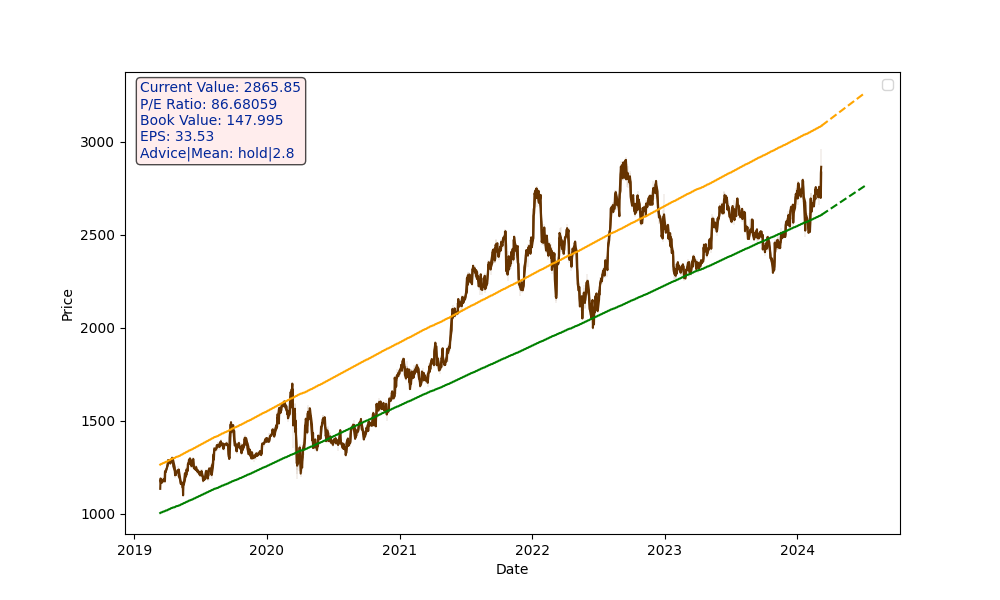 Current Value: 2865.85
P/E Ratio: 86.68059
Book Value: 147.995
EPS: 33.53
Advice|Mean: hold|2.8
3000
2500
2000
1500
1000
Price
2019 2020 2021 2022 2023 2024
Date